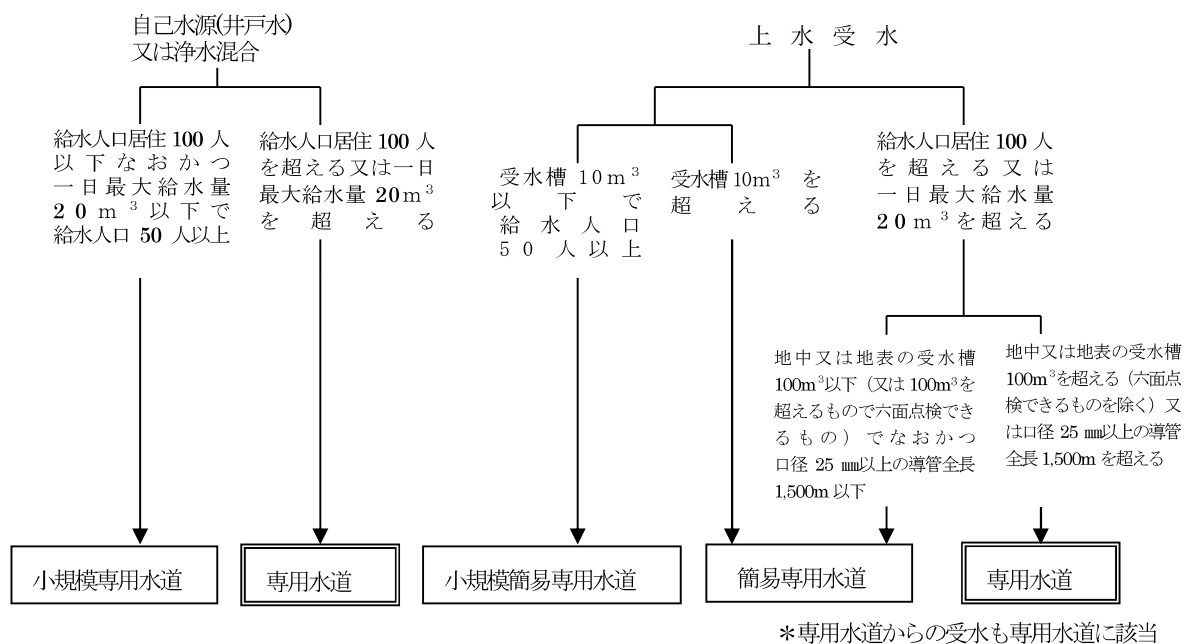 自己水源(井戸水)
又は浄水混合
上水受水
給水人口居住 100 人
以下なおかつ
一日最大給水量
20m³以下で
給水人口 50 人以上
給水人口居住 100 人
を超える又は一日
最大給水量 20m³
を超える
受水槽 10m³
以下で
給水人口
50 人以上
受水槽 10m³ を
超える
給水人口居住 100 人
を超える又は
一日最大給水量
20m³を超える
地中又は地表の受水槽
100m³以下（又は 100m³を
超えるもので六面点検でき
るもの）でなおかつ
口径 25 ㎜以上の導管全長
1,500m 以下
地中又は地表の受水槽
100m³を超える（六面点
検できるものを除く）又
は口径 25 ㎜以上の導管
全長 1,500m を超える
小規模専用水道
専用水道
小規模簡易専用水道
簡易専用水道
専用水道
＊専用水道からの受水も専用水道に該当